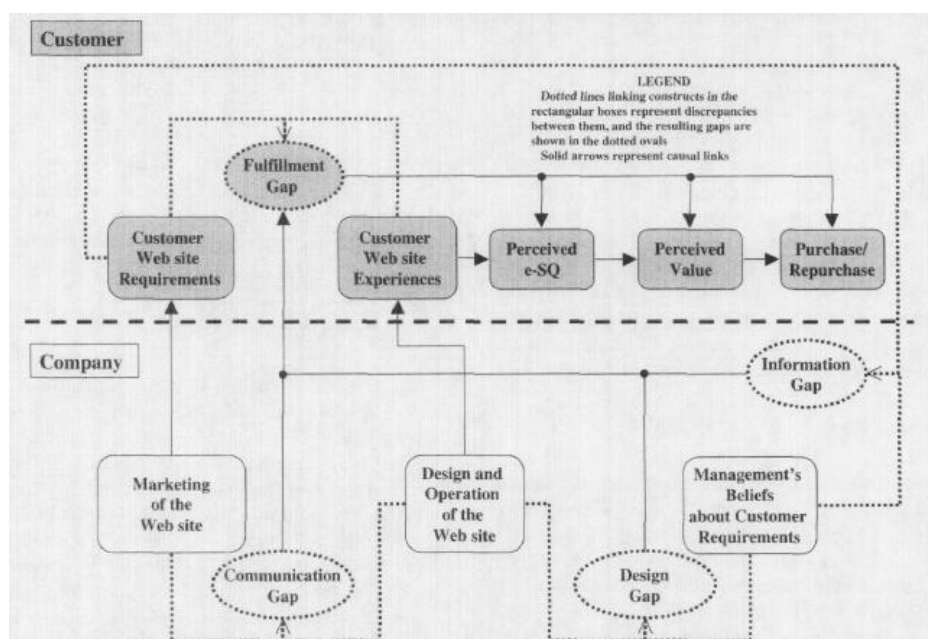 Customer
LEGEND
Dotted lines linking constructs in the
rectangular boxes represent discrepancies
between them, and the resulting gaps are
shown in the dotted ovals
Solid arrows represent causal links
Fulfillment
Gap
Customer
Web site
Requirements
Customer
Web site
Experiences
Perceived
e-SQ
Perceived
Value
Purchase/
Repurchase
Company
Information
Gap
Marketing
of the
Web site
Design and
Operation
of the
Web site
Management's
Beliefs
about Customer
Requirements
Communication
Gap
Design
Gap